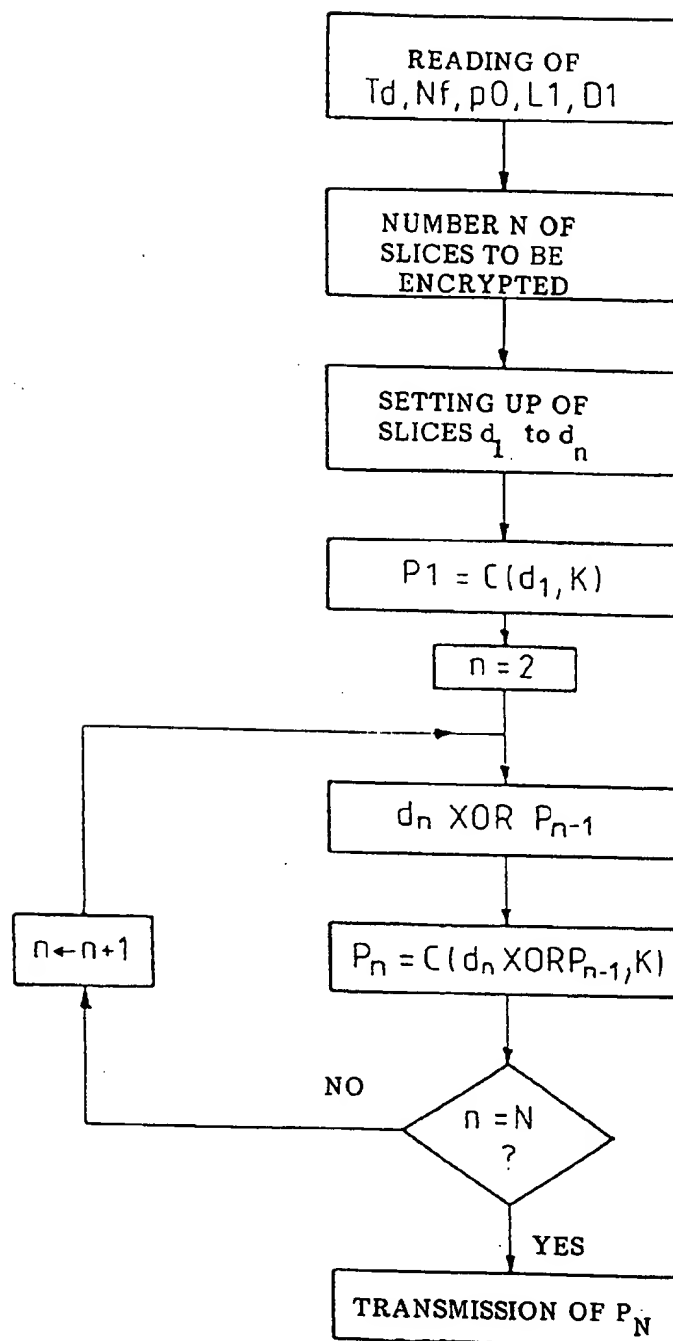 READING OF
Td, Nf, p0, L1, D1
NUMBER N OF
SLICES TO BE
ENCRYPTED
SETTING UP OF
SLICES d1 to dn
P1 = C(d1, K)
n = 2
dn XOR Pn-1
n←n+1
Pn = C(dn XORPn-1, K)
NO
n = N
?
YES
TRANSMISSION OF PN